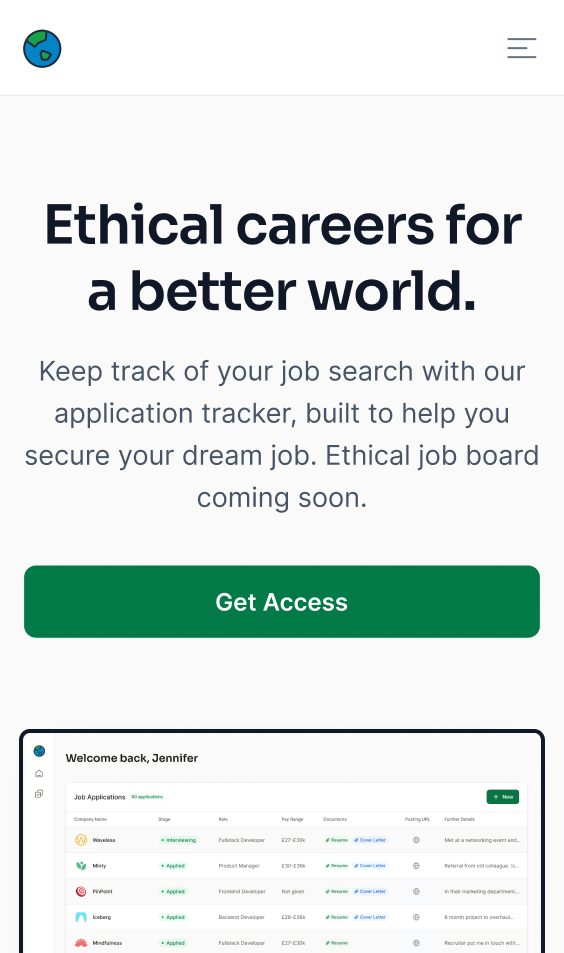 Ethical careers for
a better world.
Keep track of your job search with our
application tracker, built to help you
secure your dream job. Ethical job board
coming soon.
Get Access
Welcome back, Jennifer
Job Applications 80 applications + New
Company Name Stage Role Pay Range Documents Posting URL Further Details
Waveless Interviewing Fullstack Developer £27-£30k Resume Cover Letter Met at a networking event and...
Minty Applied Product Manager £30-£36k Resume Cover Letter Referral from old colleague. Is...
PinPoint Applied Frontend Developer Not given Resume Cover Letter In their marketing department...
Iceberg Applied Backend Developer £28-£36k Resume Cover Letter 6 month project to overhaul...
Mindfulness Applied Fullstack Developer £27-£30k Resume Recruiter put me in touch with...